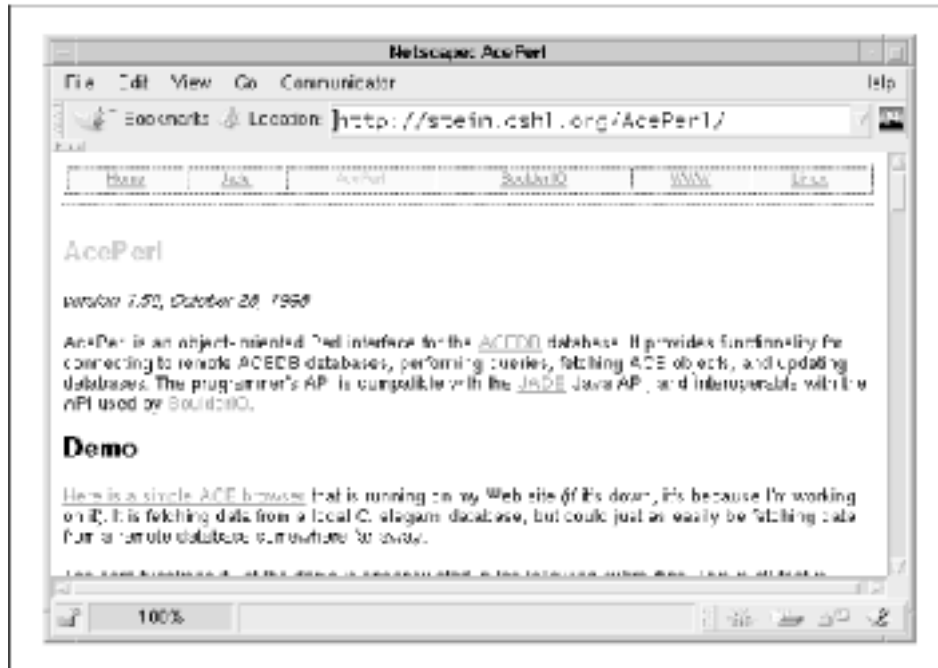 Netscape: AcePerl
File Edit View Go Communicator Help
Bookmarks Location: http://stein.cshl.org/AcePerl/
Home Jade AcePerl BoulderIO WWW Linux
AcePerl
version 1.50, October 28, 1998
AcePerl is an object-oriented Perl interface for the ACEDB database. It provides functionality for
connecting to remote ACEDB databases, performing queries, fetching ACE objects, and updating
databases. The programmer's API is compatible with the JADE Java API, and interoperable with the
API used by BoulderIO.
Demo
Here is a simple ACE browser that is running on my Web site (if it's down, it's because I'm working
on it). It is fetching data from a local C. elegans database, but could just as easily be fetching data
from a remote database somewhere far away.
100%